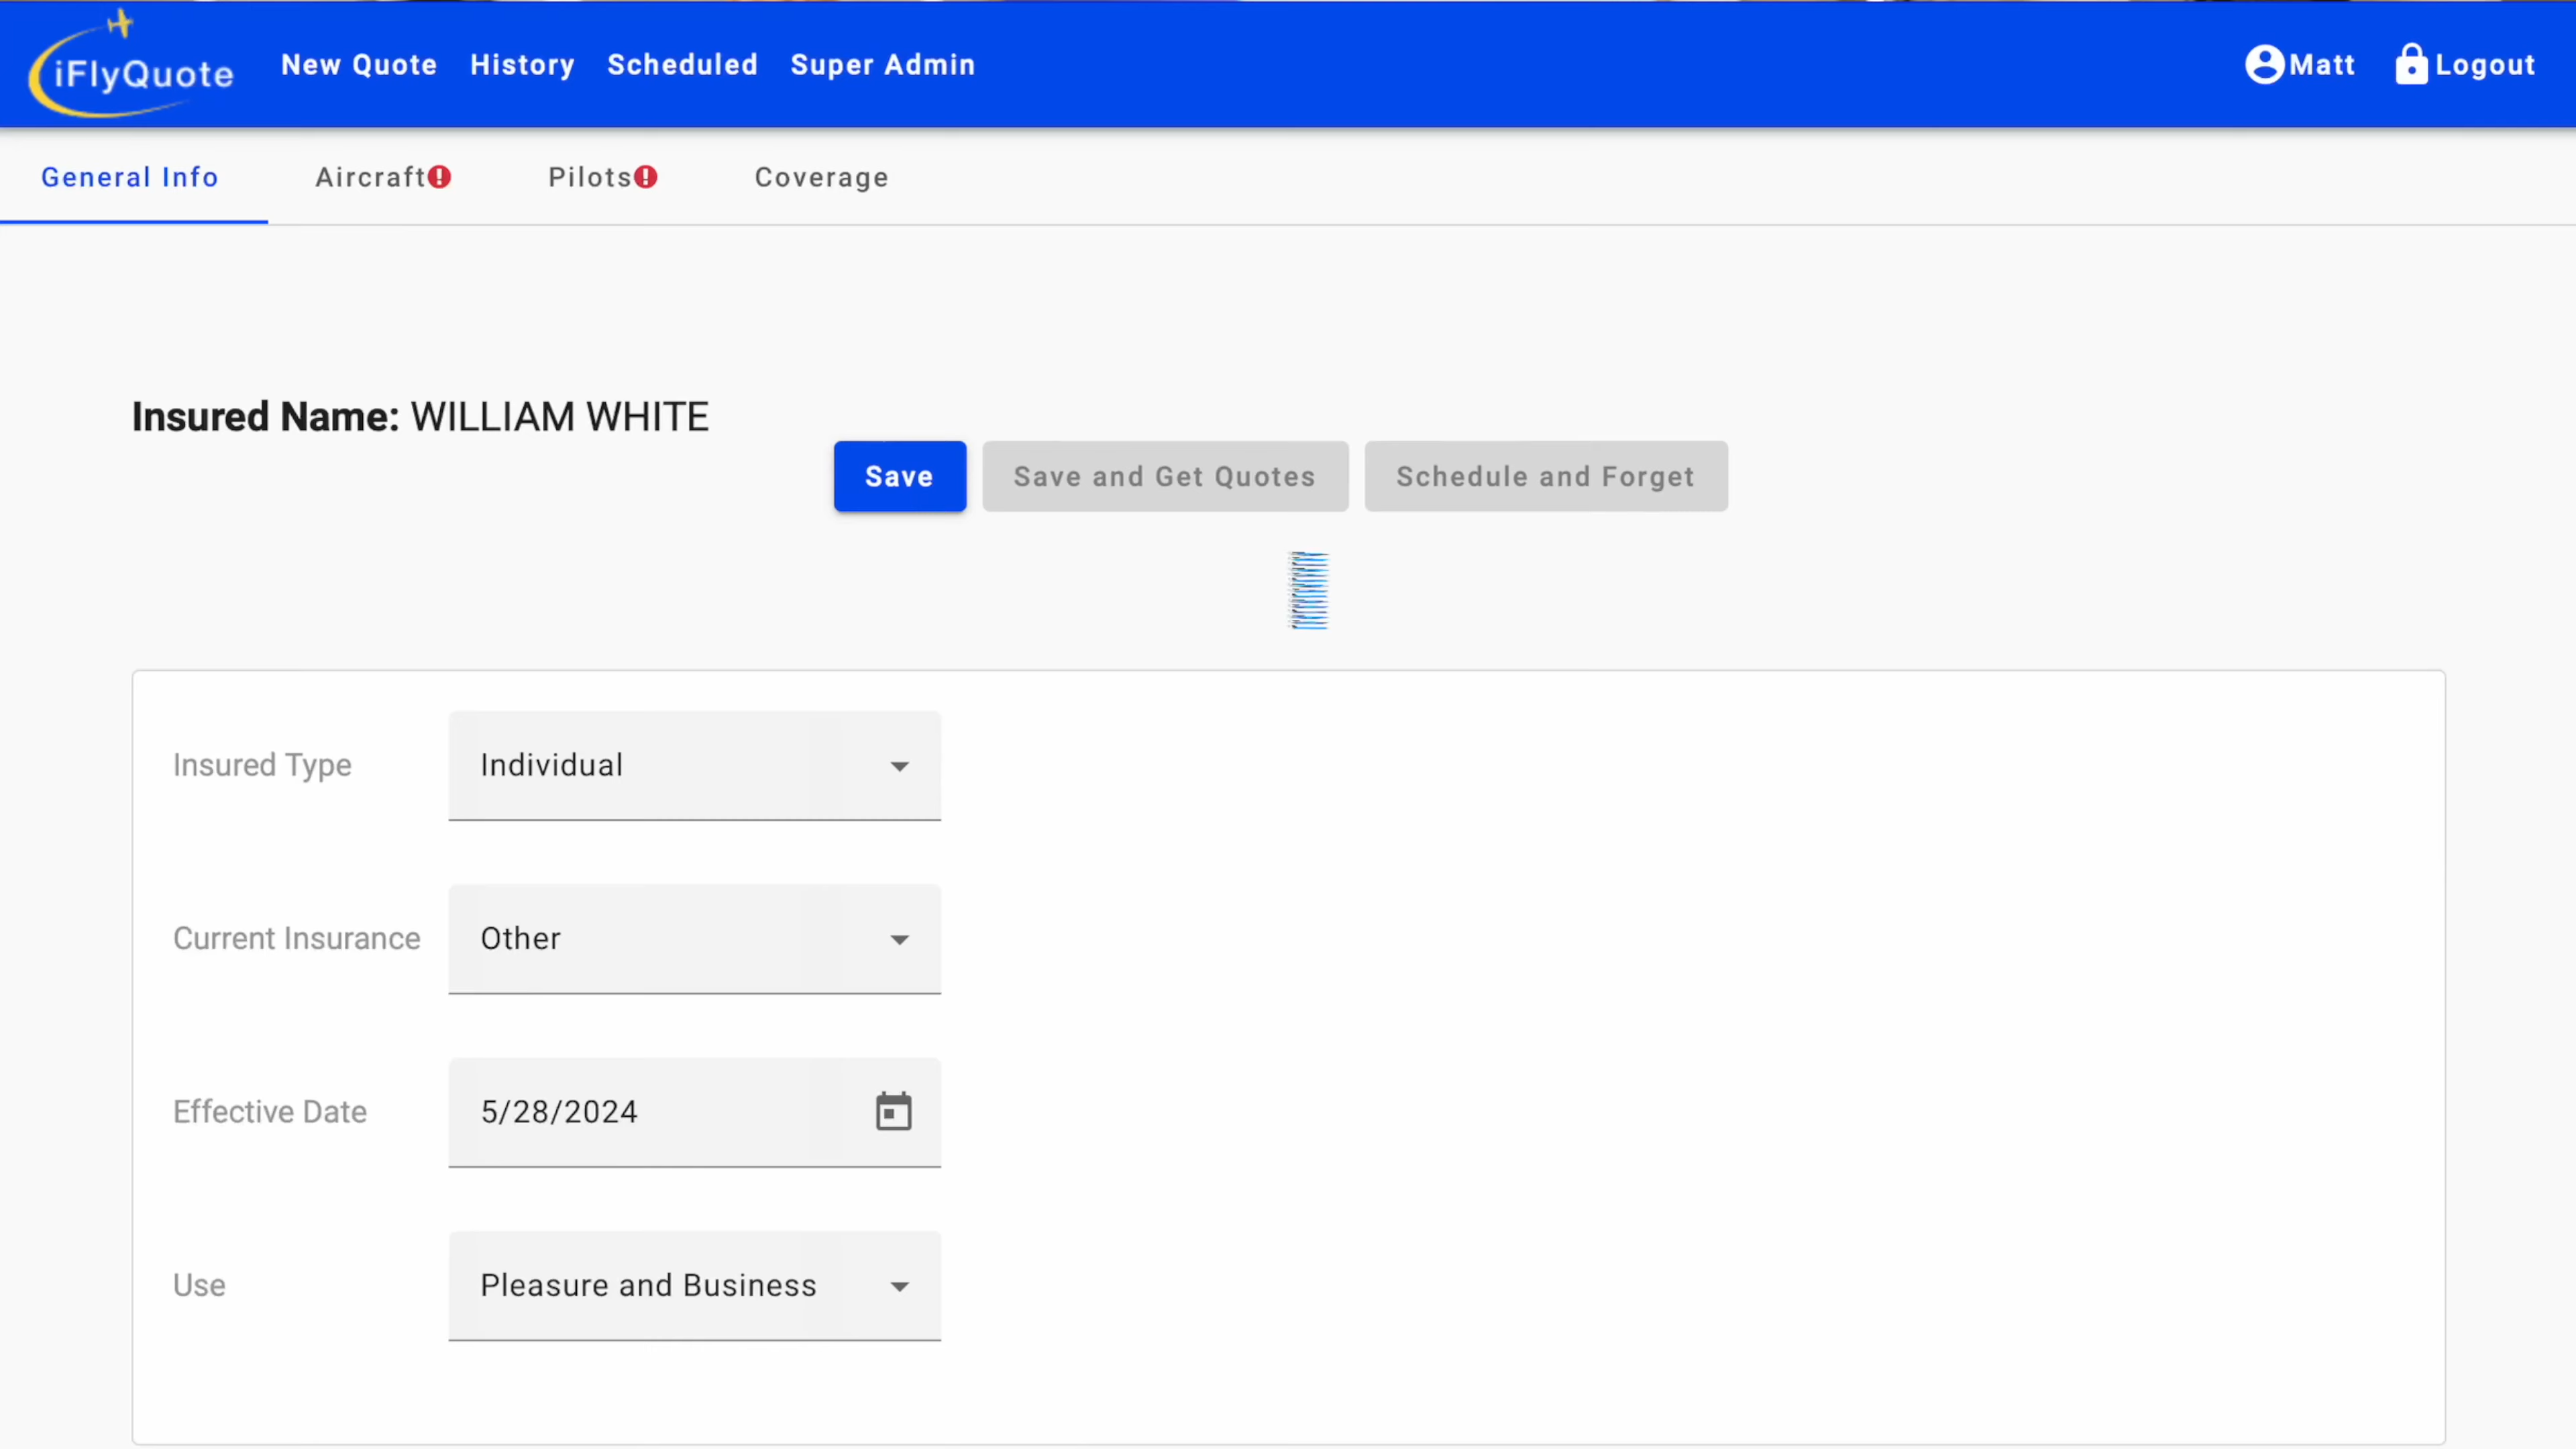 iFlyQuote New Quote History Scheduled Super Admin Matt Logout
General Info Aircraft Pilots Coverage
Insured Name: WILLIAM WHITE
Save Save and Get Quotes Schedule and Forget
Insured Type Individual
Current Insurance Other
Effective Date 5/28/2024
Use Pleasure and Business